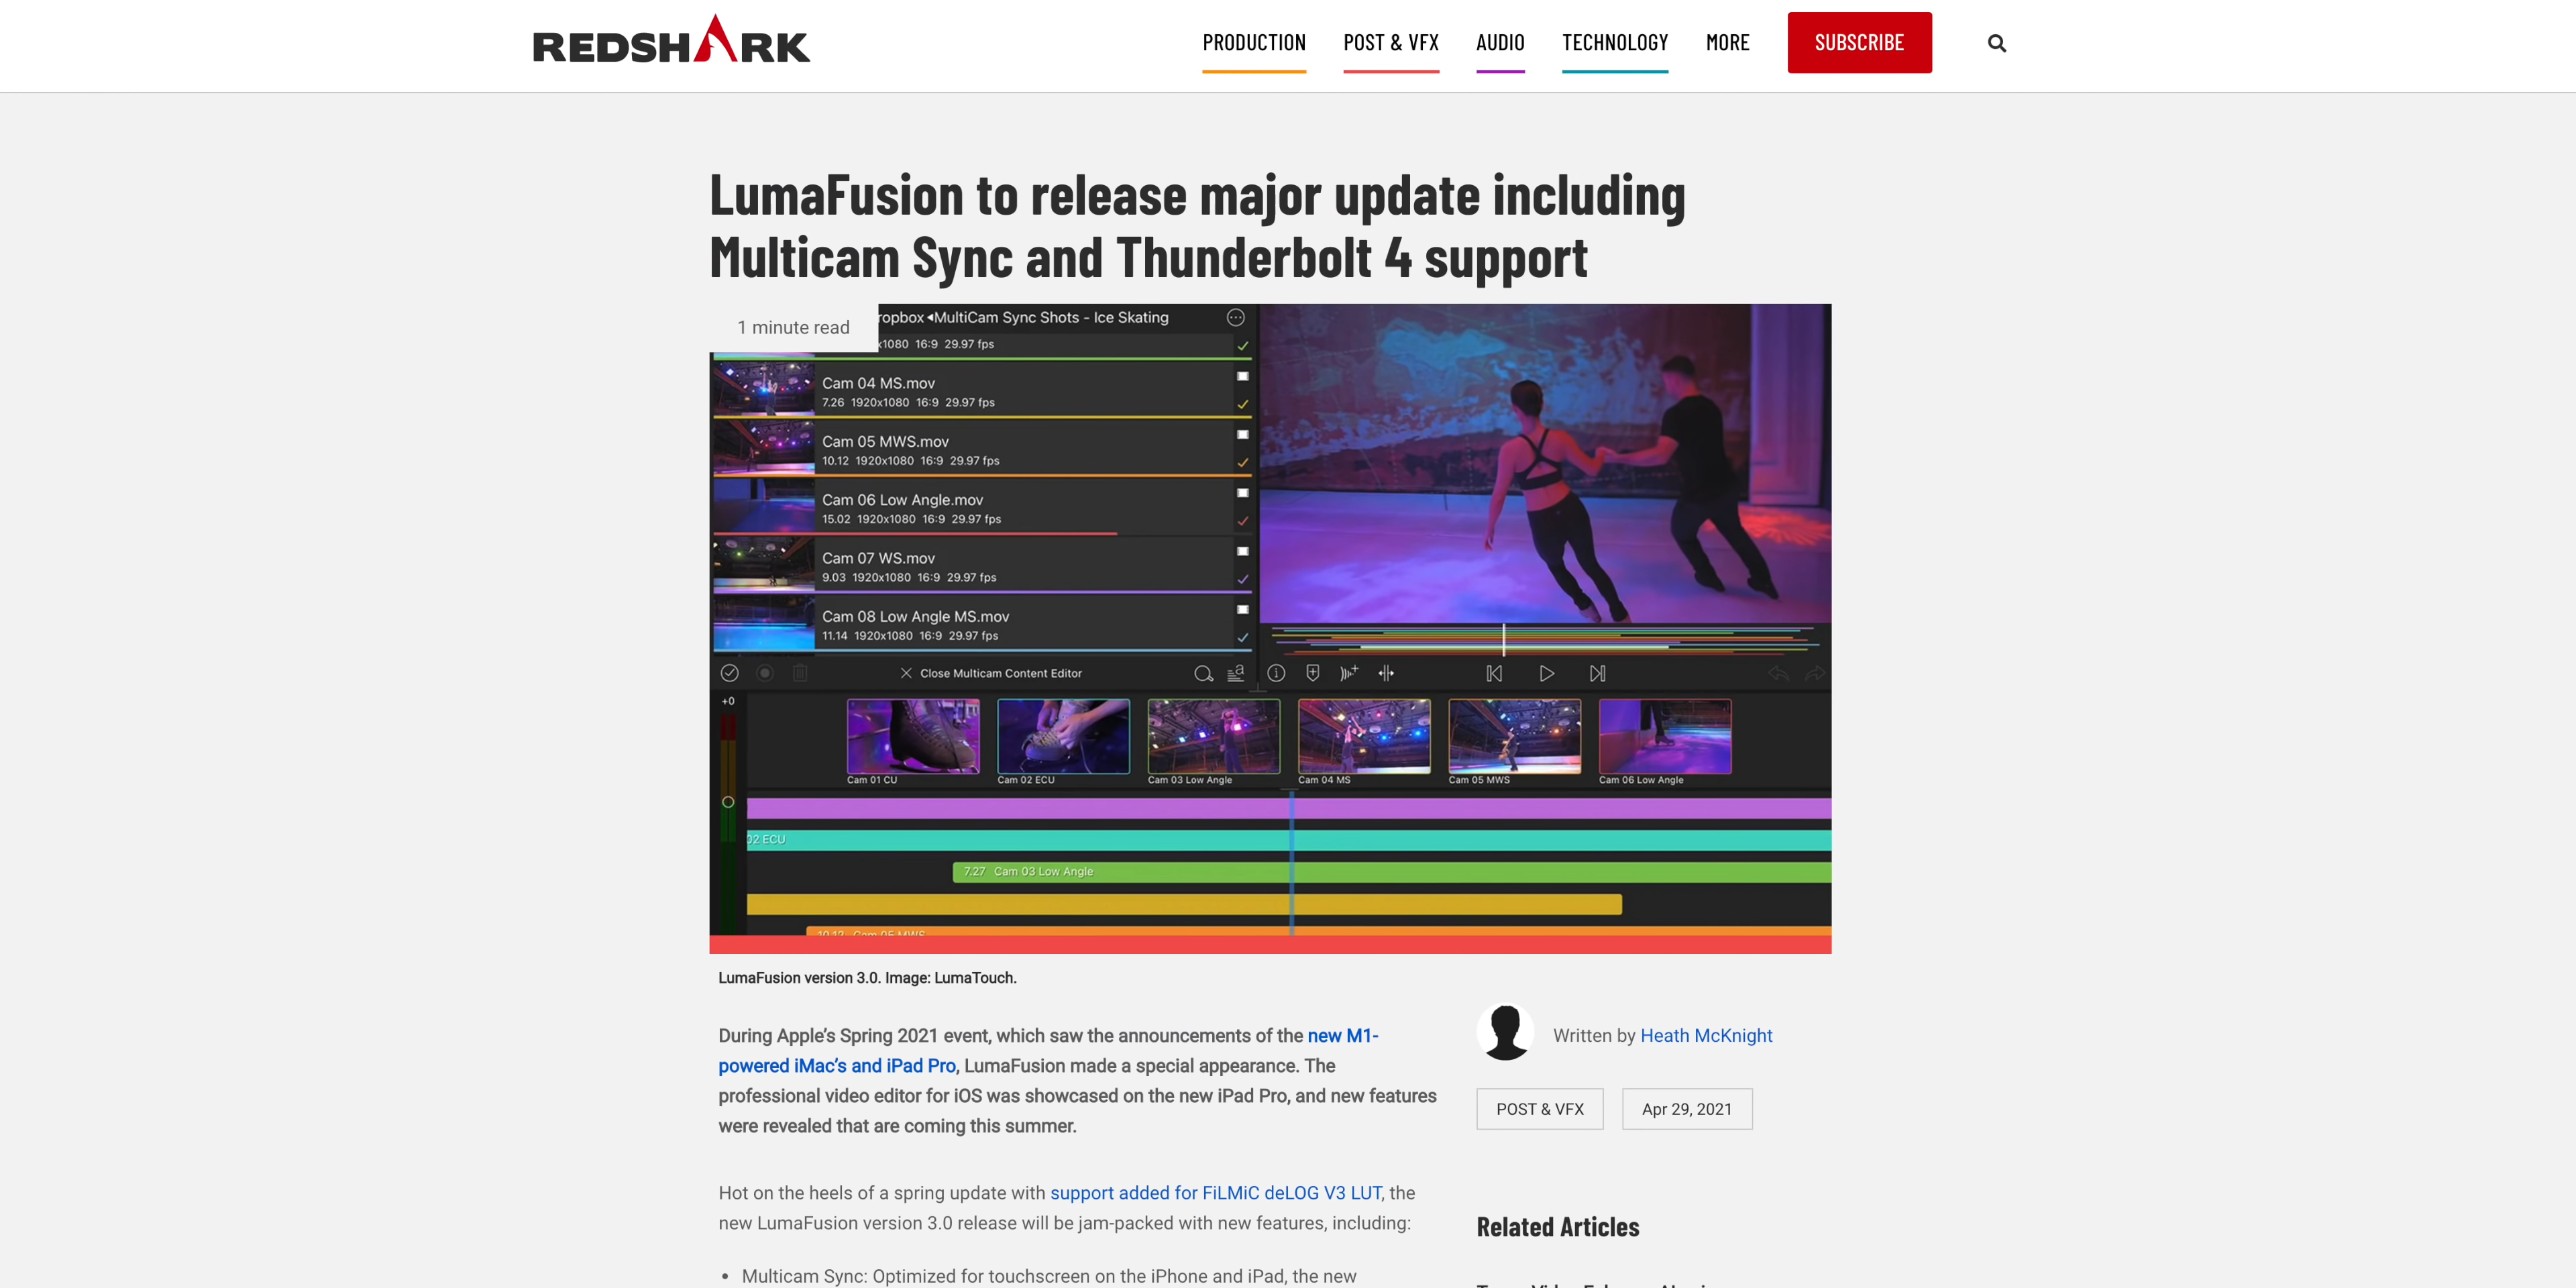 REDSHARK
PRODUCTION
POST & VFX
AUDIO
TECHNOLOGY
MORE
SUBSCRIBE
LumaFusion to release major update including
Multicam Sync and Thunderbolt 4 support
1 minute read
ropbox ◂MultiCam Sync Shots - Ice Skating
x1080 16:9 29.97 fps
Cam 04 MS.mov
7.26 1920x1080 16:9 29.97 fps
Cam 05 MWS.mov
10.12 1920x1080 16:9 29.97 fps
Cam 06 Low Angle.mov
15.02 1920x1080 16:9 29.97 fps
Cam 07 WS.mov
9.03 1920x1080 16:9 29.97 fps
Cam 08 Low Angle MS.mov
11.14 1920x1080 16:9 29.97 fps
Close Multicam Content Editor
+0
Cam 01 CU
Cam 02 ECU
Cam 03 Low Angle
Cam 04 MS
Cam 05 MWS
Cam 06 Low Angle
02 ECU
7.27 Cam 03 Low Angle
10.12 Cam 05 MWS
LumaFusion version 3.0. Image: LumaTouch.
During Apple’s Spring 2021 event, which saw the announcements of the new M1-
powered iMac’s and iPad Pro, LumaFusion made a special appearance. The
professional video editor for iOS was showcased on the new iPad Pro, and new features
were revealed that are coming this summer.
Hot on the heels of a spring update with support added for FiLMiC deLOG V3 LUT, the
new LumaFusion version 3.0 release will be jam-packed with new features, including:
• Multicam Sync: Optimized for touchscreen on the iPhone and iPad, the new
Written by Heath McKnight
POST & VFX
Apr 29, 2021
Related Articles